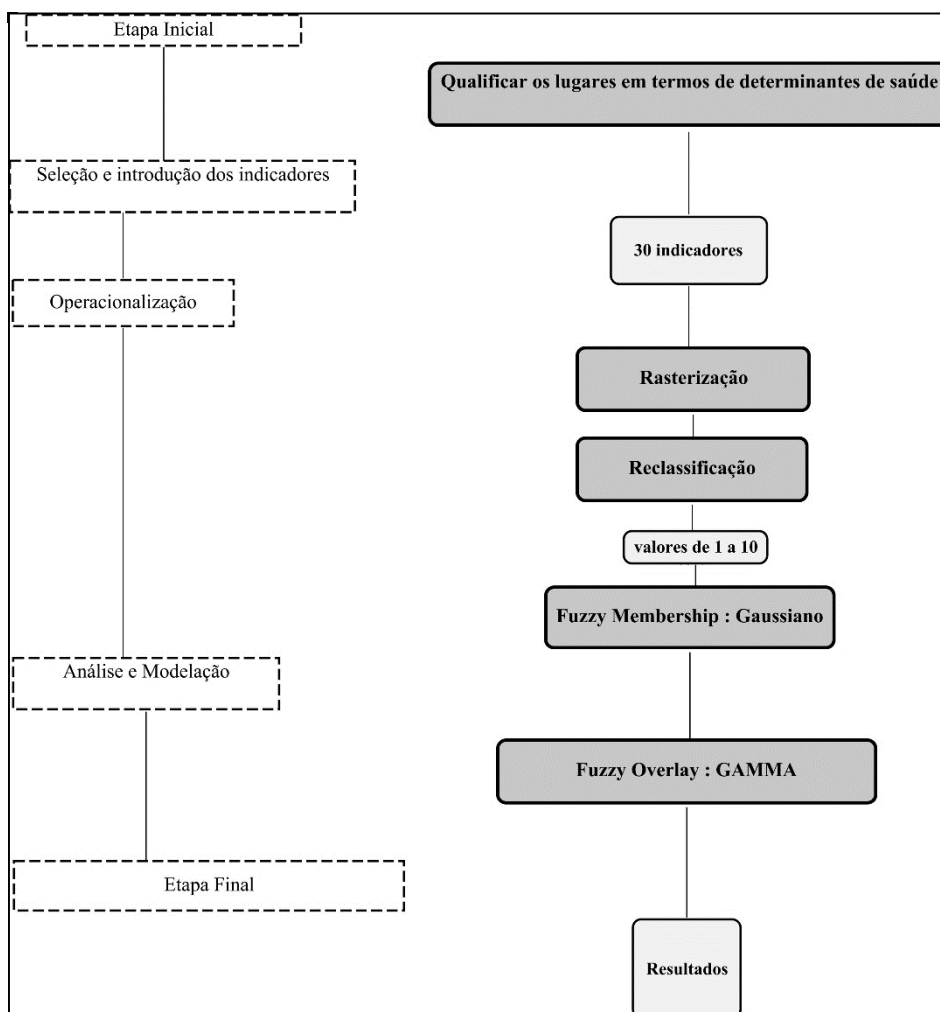 Etapa Inicial
Qualificar os lugares em termos de determinantes de saúde
Seleção e introdução dos indicadores
30 indicadores
Operacionalização
Rasterização
Reclassificação
valores de 1 a 10
Fuzzy Membership : Gaussiano
Análise e Modelação
Fuzzy Overlay : GAMMA
Etapa Final
Resultados